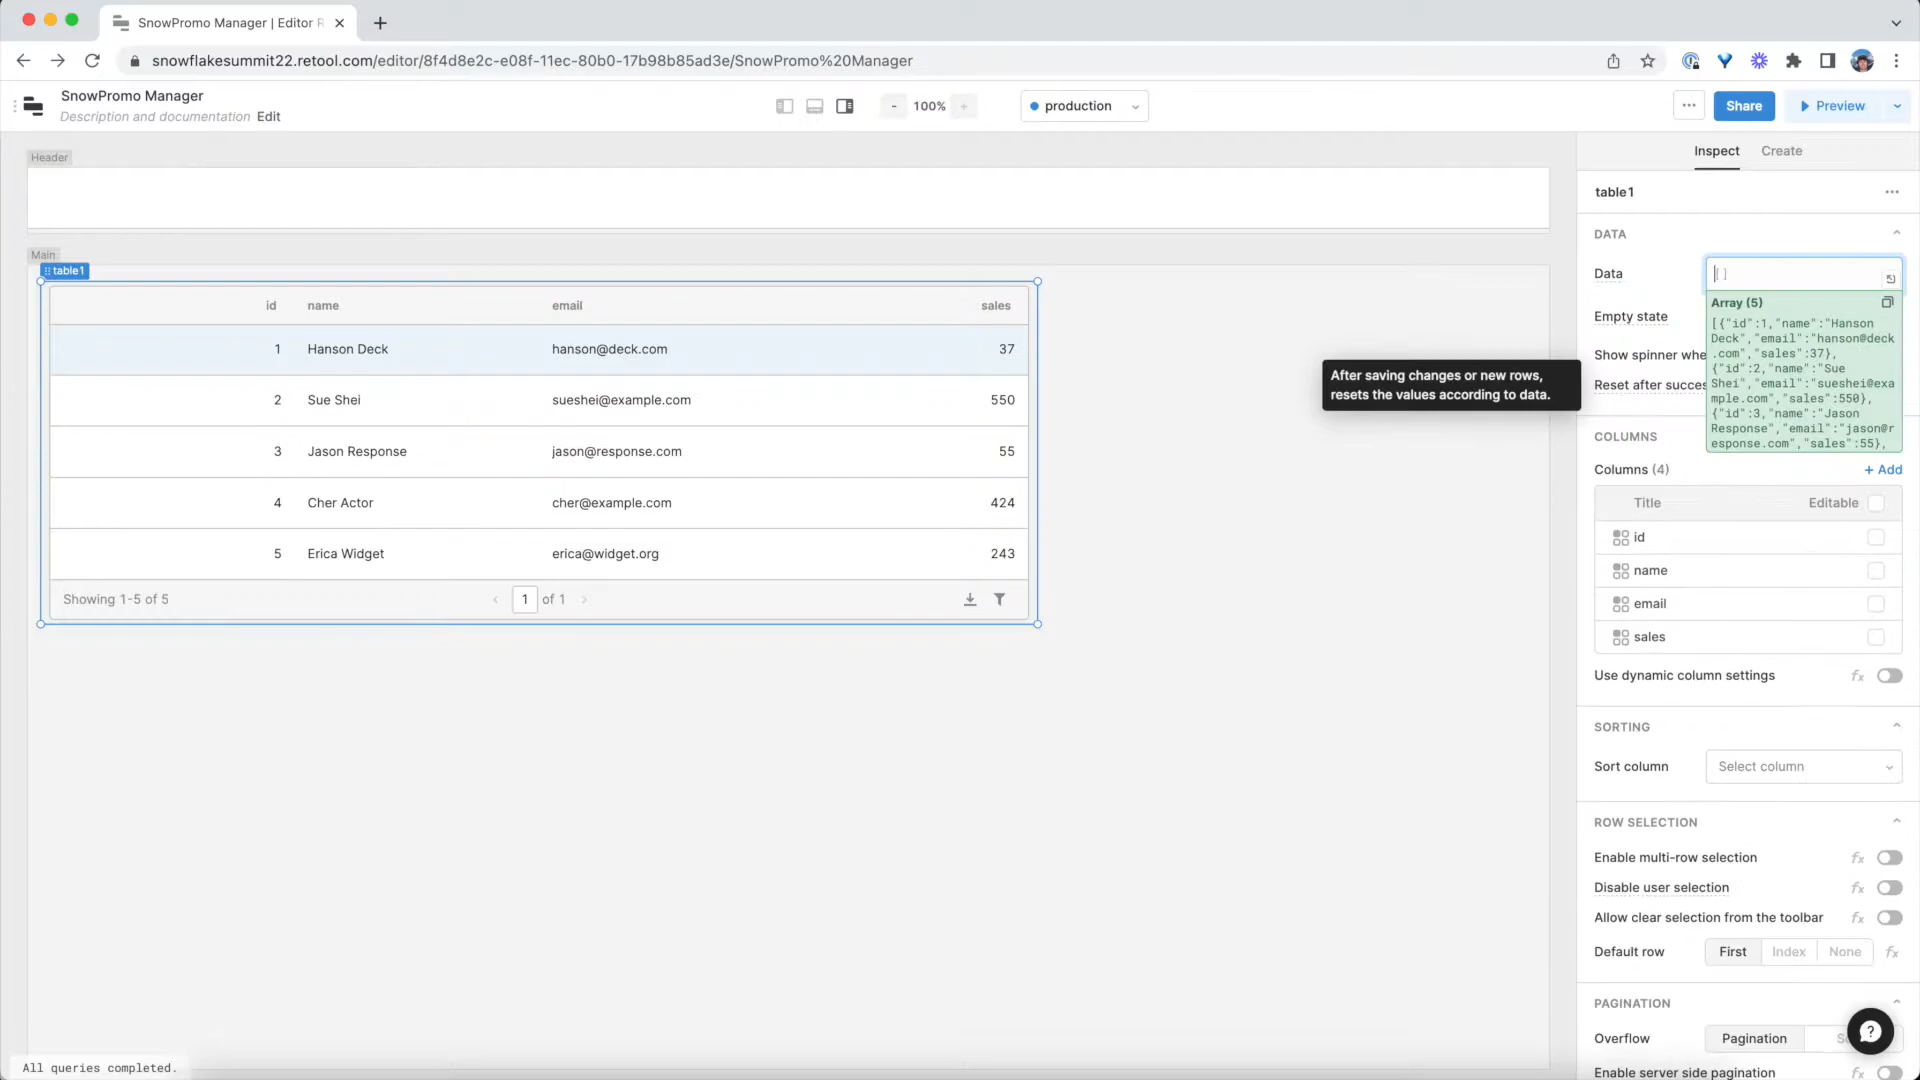 SnowPromo Manager | Editor R
snowflakesummit22.retool.com/editor/8f4d8e2c-e08f-11ec-80b0-17b98b85ad3e/SnowPromo%20Manager
SnowPromo Manager
Description and documentation Edit
- 100% +
production
Share
Preview
Header
Main
table1
id name email sales
1 Hanson Deck hanson@deck.com 37
2 Sue Shei sueshei@example.com 550
3 Jason Response jason@response.com 55
4 Cher Actor cher@example.com 424
5 Erica Widget erica@widget.org 243
Showing 1-5 of 5
1 of 1
After saving changes or new rows,
resets the values according to data.
Inspect Create
table1
DATA
Data
[ ]
Array (5)
[{"id":1,"name":"Hanson
Deck","email":"hanson@deck
.com","sales":37},
{"id":2,"name":"Sue
Shei","email":"sueshei@exa
mple.com","sales":550},
{"id":3,"name":"Jason
Response","email":"jason@r
esponse.com","sales":55},
Empty state
Show spinner whe
Reset after succes
COLUMNS
Columns (4)
+ Add
Title Editable
id
name
email
sales
Use dynamic column settings fx
SORTING
Sort column Select column
ROW SELECTION
Enable multi-row selection fx
Disable user selection fx
Allow clear selection from the toolbar fx
Default row First Index None fx
PAGINATION
Overflow Pagination
?
Enable server side pagination fx
All queries completed.